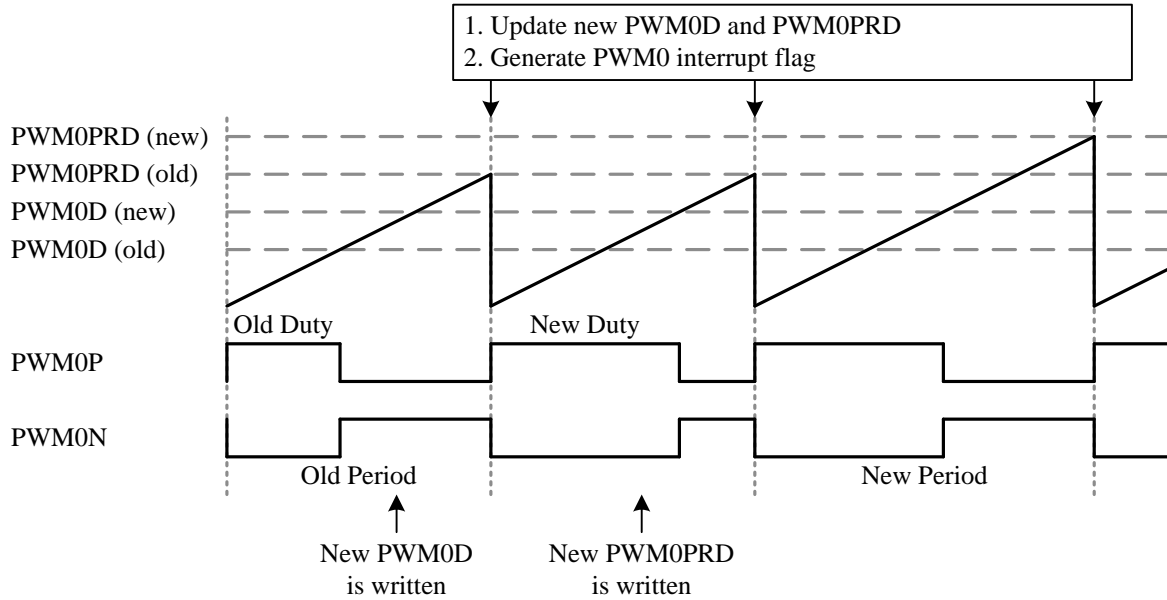 1. Update new PWM0D and PWM0PRD
2. Generate PWM0 interrupt flag
PWM0PRD (new)
PWM0PRD (old)
PWM0D (new)
PWM0D (old)
Old Duty
New Duty
PWM0P
PWM0N
Old Period
New Period
New PWM0D
is written
New PWM0PRD
is written